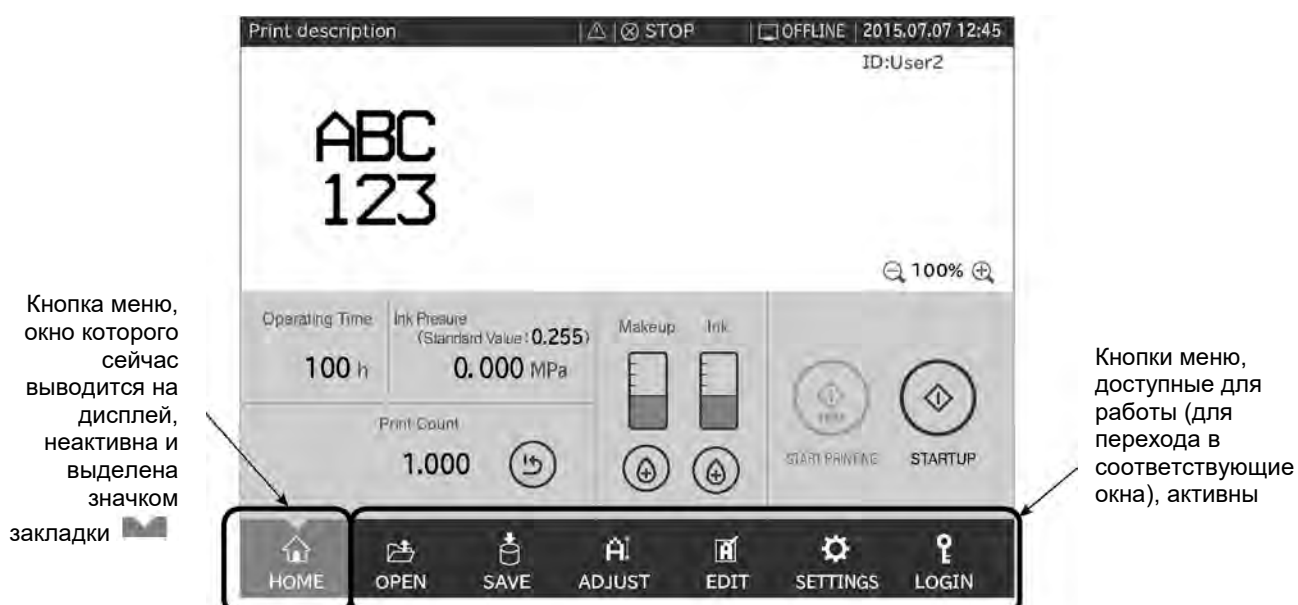 Print description
STOP
OFFLINE
2015.07.07 12:45
ID:User2
ABC
123
100%
Кнопка меню,
окно которого
сейчас
выводится на
дисплей,
неактивна и
выделена
значком
закладки
Operating Time
100 h
Ink Presure
(Standard Value : 0.255)
0.000 MPa
Makeup
Ink
Print Count
1.000
START PRINTING
STARTUP
Кнопки меню,
доступные для
работы (для
перехода в
соответствующие
окна), активны
HOME
OPEN
SAVE
ADJUST
EDIT
SETTINGS
LOGIN